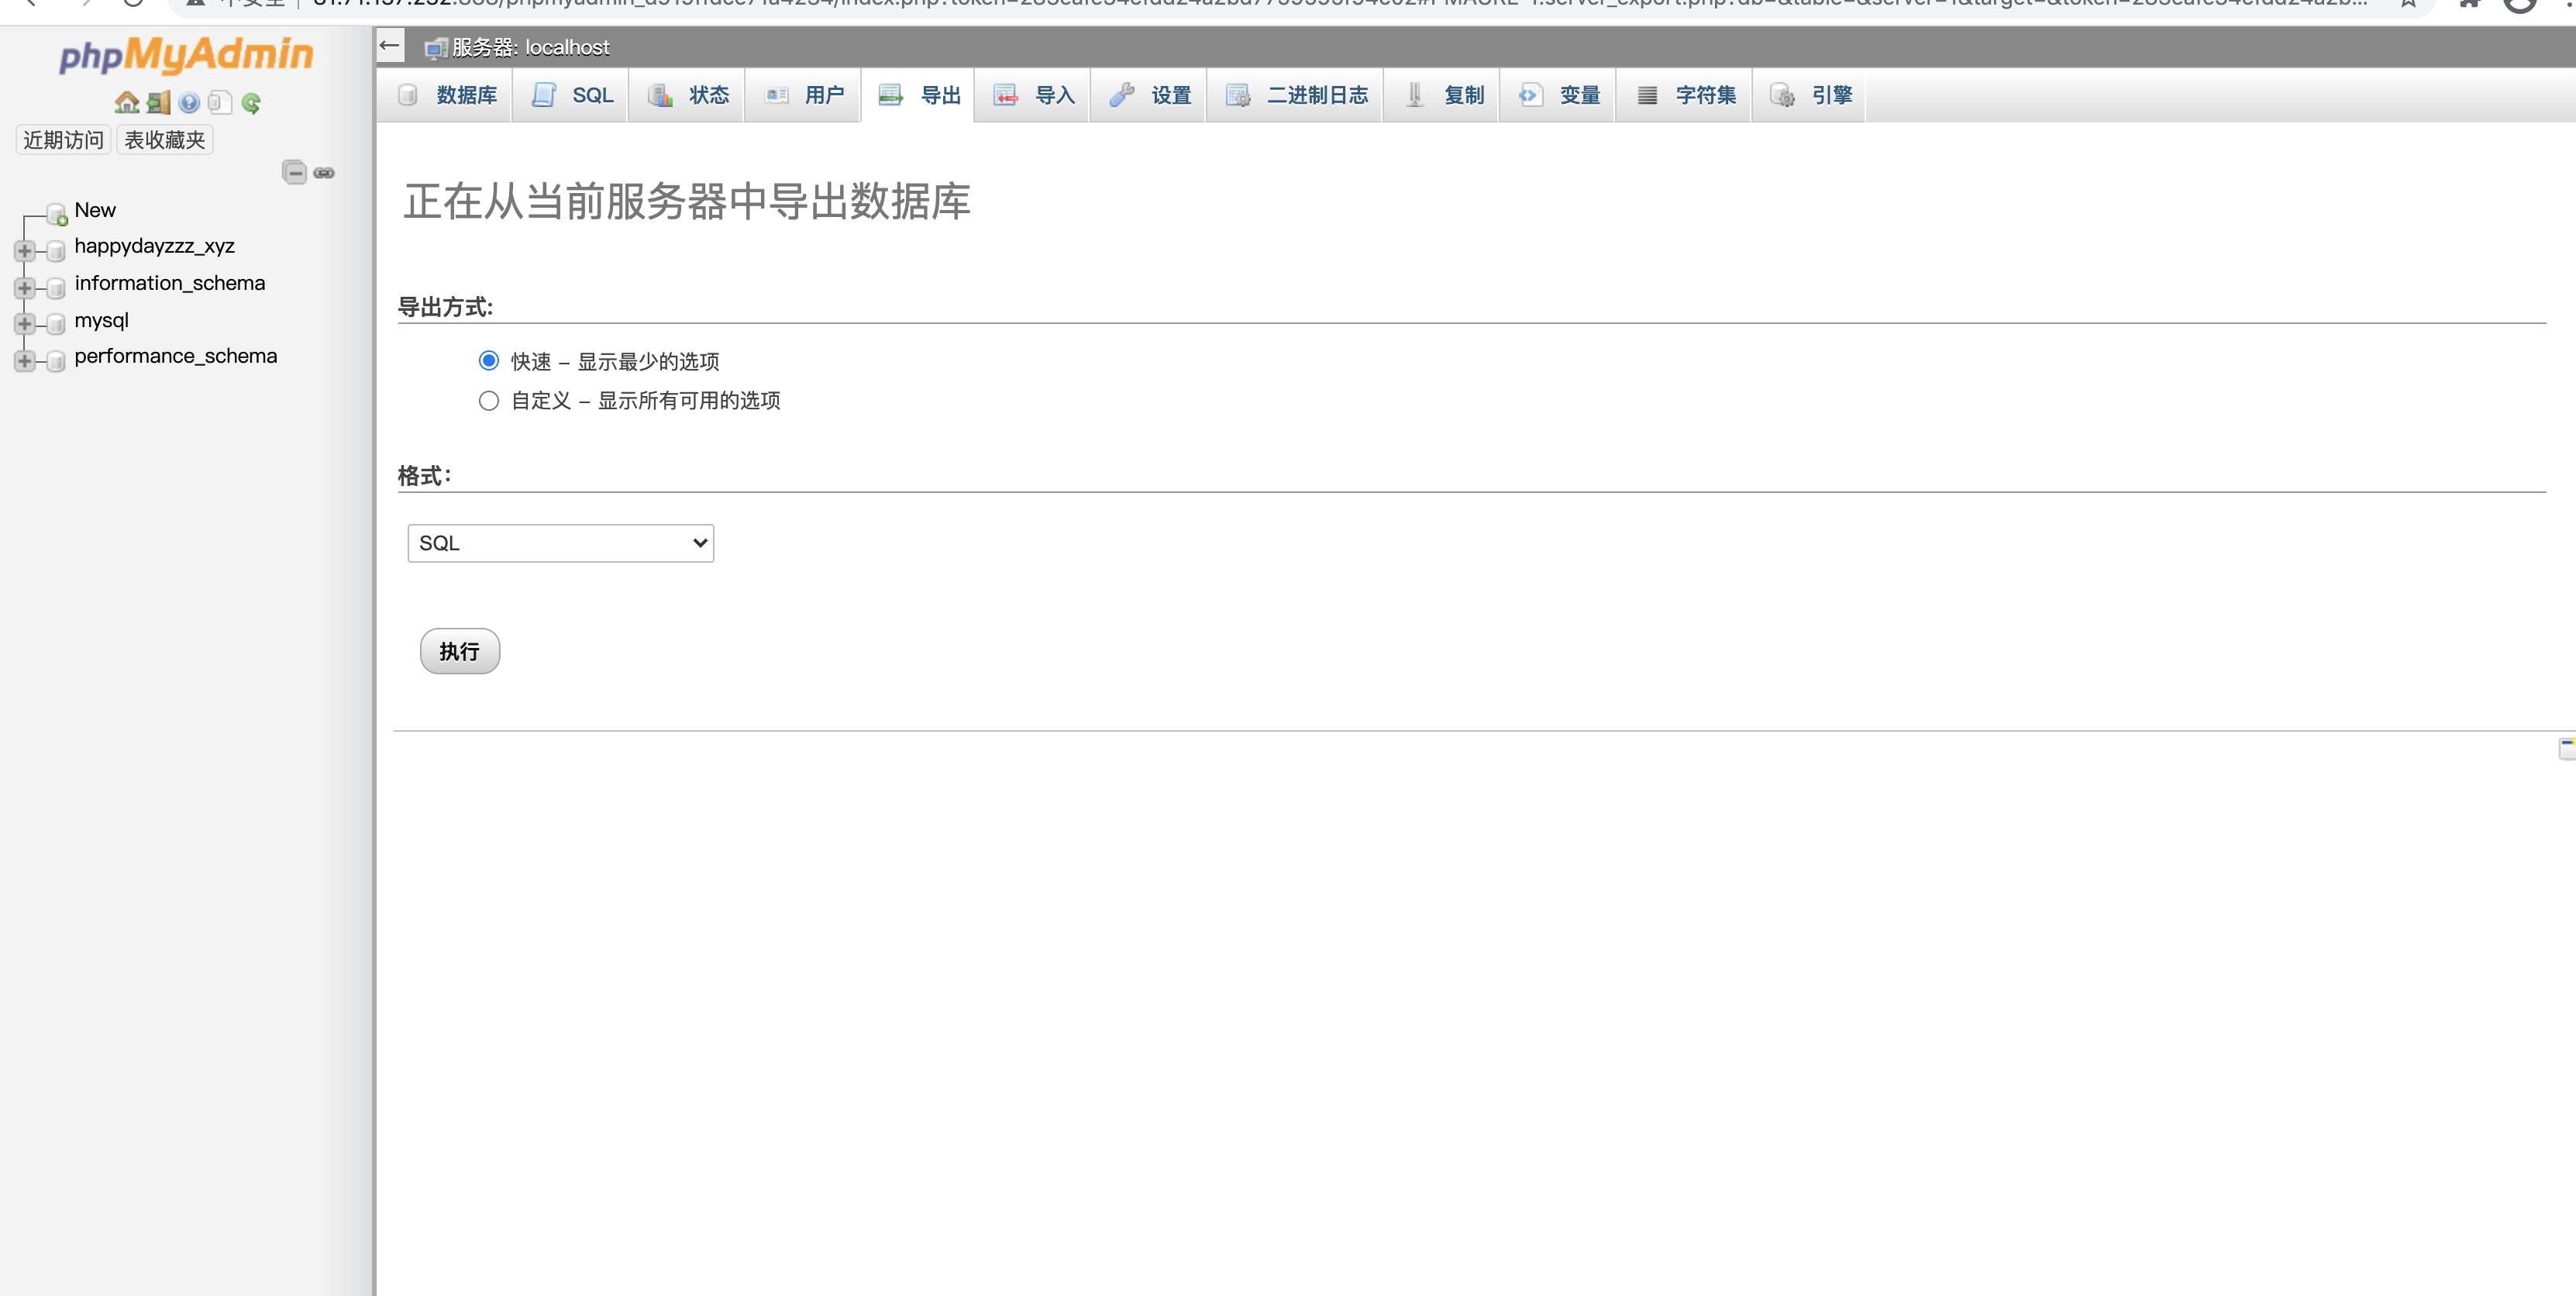 phpMyAdmin
近期访问 表收藏夹
New
happydayzzz_xyz
information_schema
mysql
performance_schema
服务器: localhost
数据库 SQL 状态 用户 导出 导入 设置 二进制日志 复制 变量 字符集 引擎
正在从当前服务器中导出数据库
导出方式:
快速 – 显示最少的选项
自定义 – 显示所有可用的选项
格式:
SQL
执行